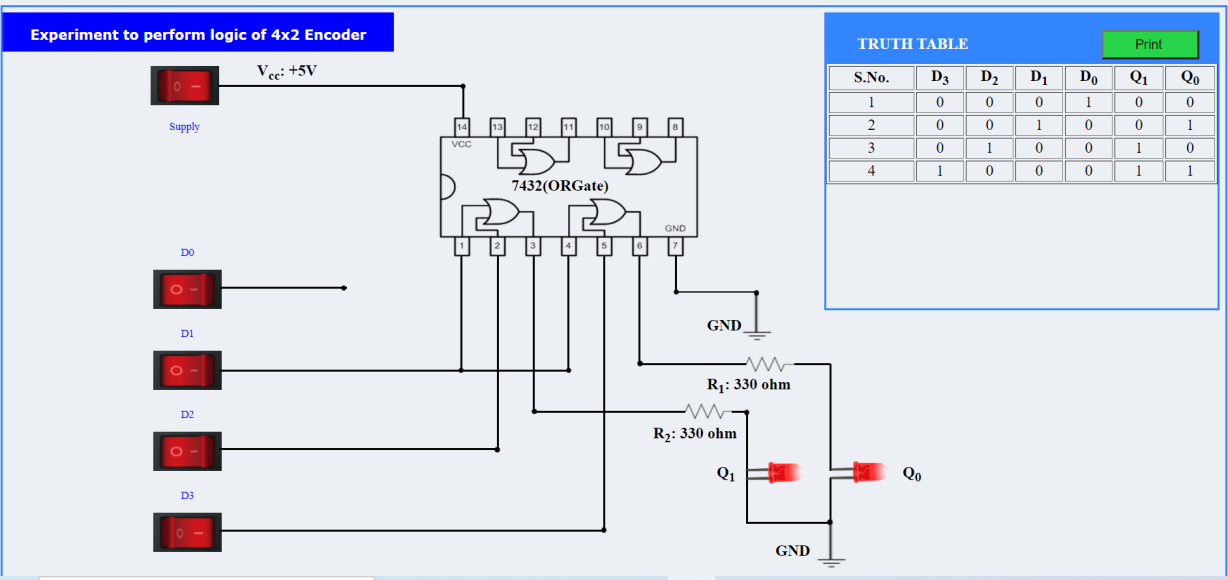 Experiment to perform logic of 4x2 Encoder
Vcc: +5V
Supply
14 13 12 11 10 9 8
VCC
7432(ORGate)
GND
1 2 3 4 5 6 7
D0
D1
D2
D3
GND
R1: 330 ohm
R2: 330 ohm
Q1
Q0
GND
TRUTH TABLE
Print
S.No. D3 D2 D1 D0 Q1 Q0
1 0 0 0 1 0 0
2 0 0 1 0 0 1
3 0 1 0 0 1 0
4 1 0 0 0 1 1